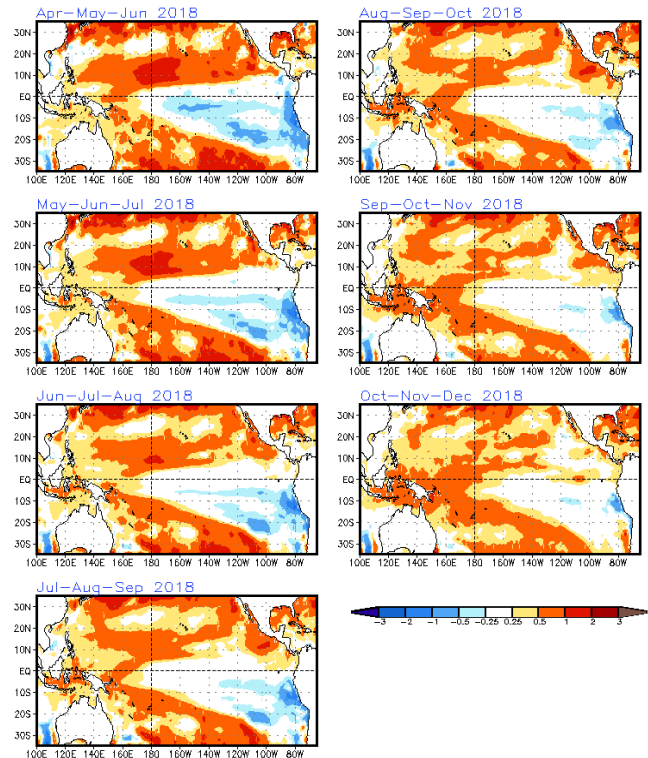 Apr-May-Jun 2018
30N
20N
10N
EQ
10S
20S
30S
100E 120E 140E 160E 180 160W 140W 120W 100W 80W
May-Jun-Jul 2018
30N
20N
10N
EQ
10S
20S
30S
100E 120E 140E 160E 180 160W 140W 120W 100W 80W
Jun-Jul-Aug 2018
30N
20N
10N
EQ
10S
20S
30S
100E 120E 140E 160E 180 160W 140W 120W 100W 80W
Jul-Aug-Sep 2018
30N
20N
10N
EQ
10S
20S
30S
100E 120E 140E 160E 180 160W 140W 120W 100W 80W
Aug-Sep-Oct 2018
30N
20N
10N
EQ
10S
20S
30S
100E 120E 140E 160E 180 160W 140W 120W 100W 80W
Sep-Oct-Nov 2018
30N
20N
10N
EQ
10S
20S
30S
100E 120E 140E 160E 180 160W 140W 120W 100W 80W
Oct-Nov-Dec 2018
30N
20N
10N
EQ
10S
20S
30S
100E 120E 140E 160E 180 160W 140W 120W 100W 80W
-3 -2 -1 -0.5 -0.25 0.25 0.5 1 2 3